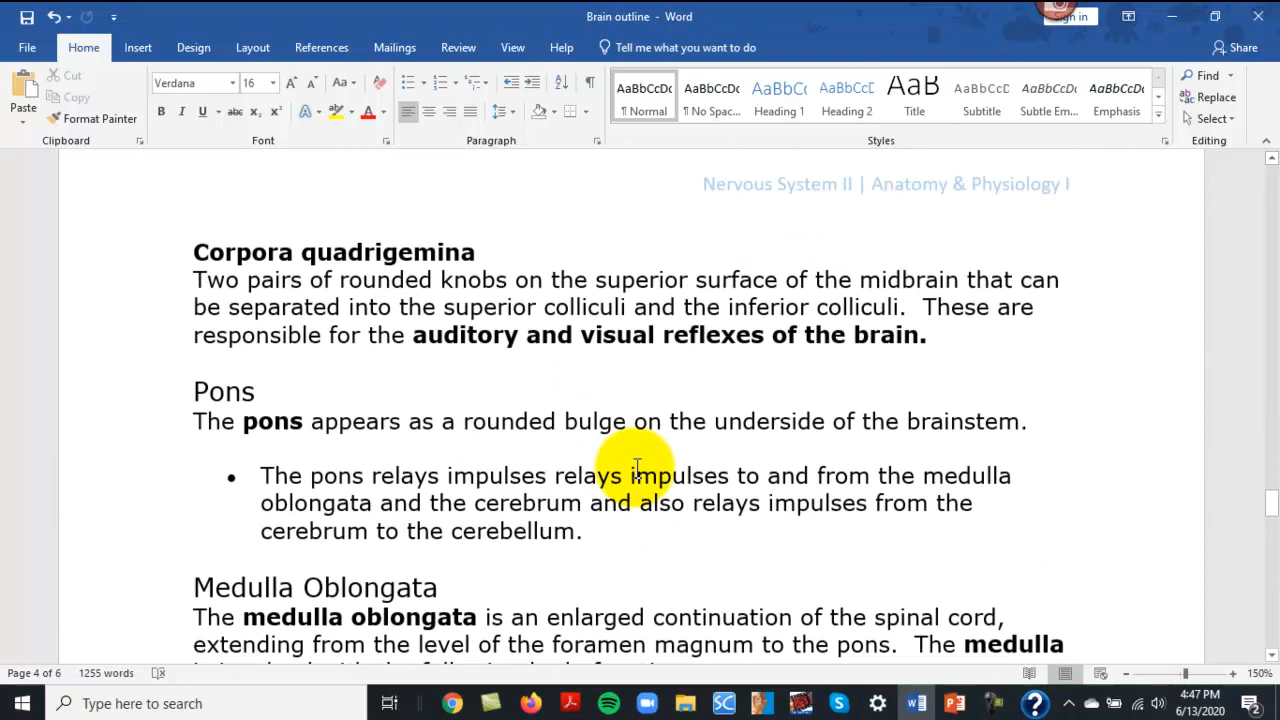 Brain outline - Word
Sign in
File Home Insert Design Layout References Mailings Review View Help Tell me what you want to do Share
Paste
Cut
Copy
Format Painter
Clipboard
Verdana 16
Font
Paragraph
AaBbCcDc AaBbCcDc AaBbCc AaBbCcD AaB AaBbCcD AaBbCcDc AaBbCcDc
¶ Normal ¶ No Spac... Heading 1 Heading 2 Title Subtitle Subtle Em... Emphasis
Styles
Find
Replace
Select
Editing
Nervous System II | Anatomy & Physiology I
Corpora quadrigemina
Two pairs of rounded knobs on the superior surface of the midbrain that can
be separated into the superior colliculi and the inferior colliculi. These are
responsible for the auditory and visual reflexes of the brain.
Pons
The pons appears as a rounded bulge on the underside of the brainstem.
• The pons relays impulses relays impulses to and from the medulla
oblongata and the cerebrum and also relays impulses from the
cerebrum to the cerebellum.
Medulla Oblongata
The medulla oblongata is an enlarged continuation of the spinal cord,
extending from the level of the foramen magnum to the pons. The medulla
Page 4 of 6 1255 words 150%
Type here to search
4:47 PM
6/13/2020